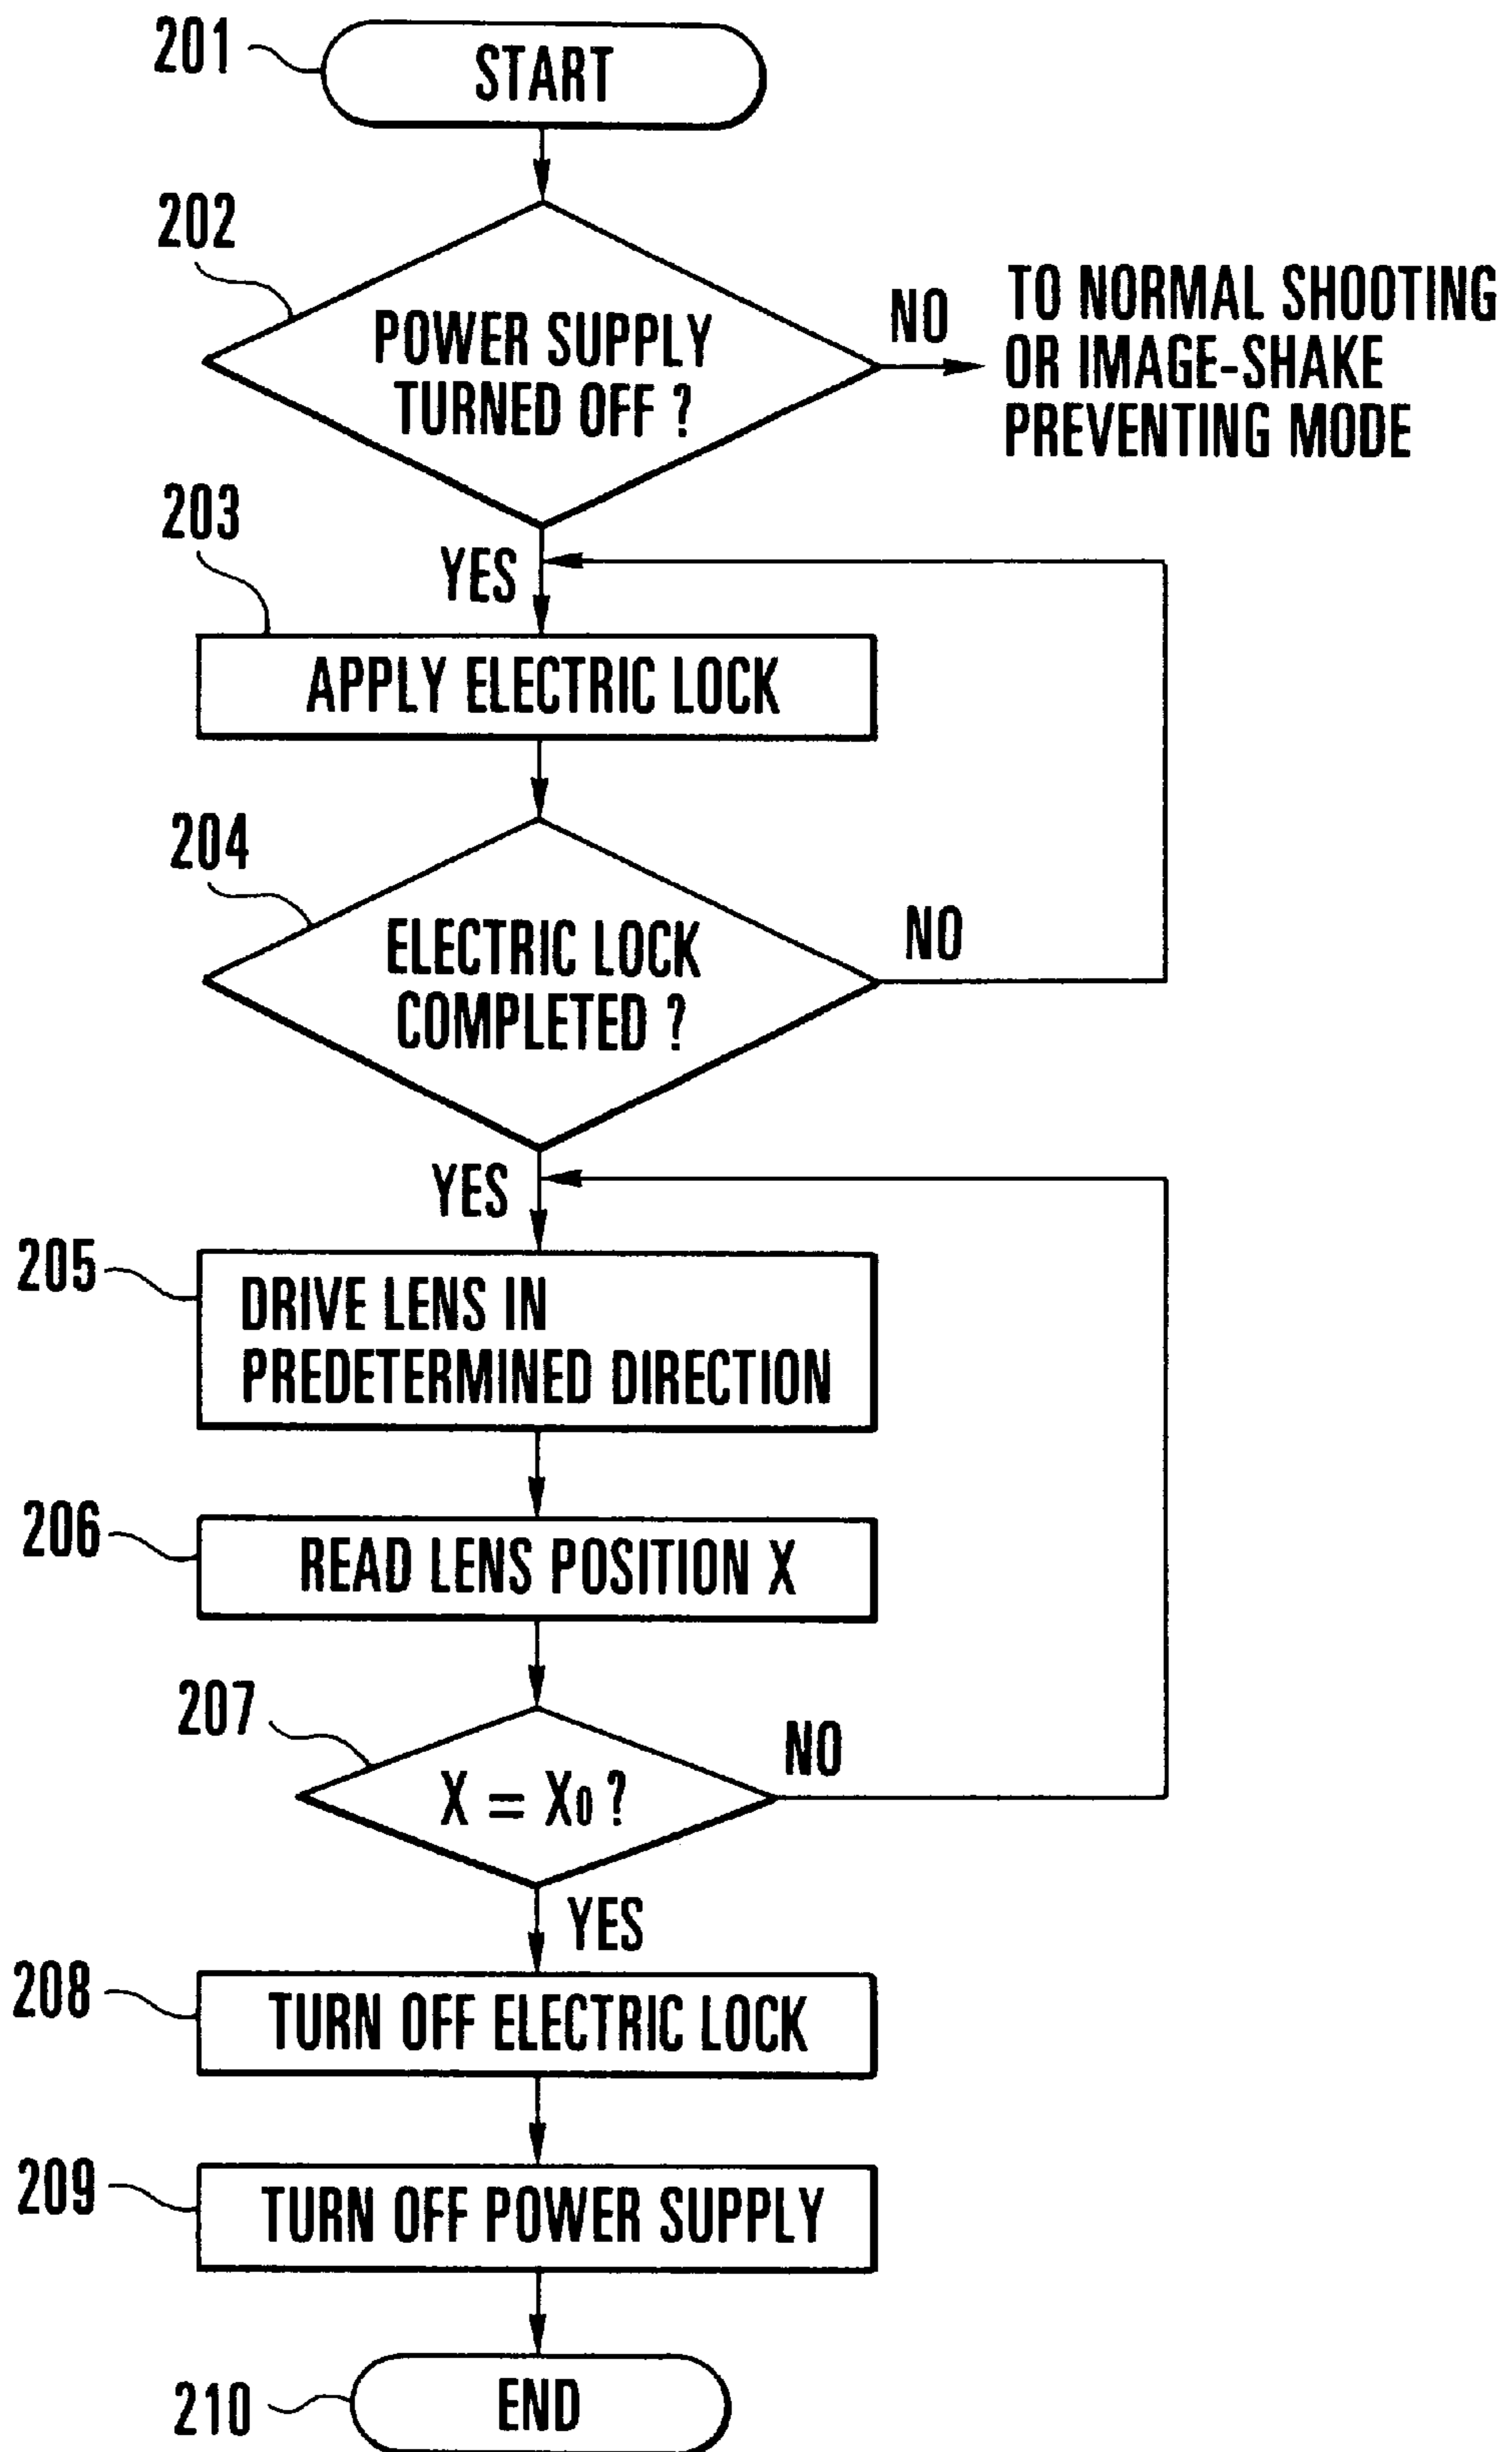 201
START
202
POWER SUPPLY
TURNED OFF ?
NO
TO NORMAL SHOOTING
OR IMAGE-SHAKE
PREVENTING MODE
203
YES
APPLY ELECTRIC LOCK
204
ELECTRIC LOCK
COMPLETED ?
NO
YES
205
DRIVE LENS IN
PREDETERMINED DIRECTION
206
READ LENS POSITION X
207
X = X0 ?
NO
YES
208
TURN OFF ELECTRIC LOCK
209
TURN OFF POWER SUPPLY
210
END